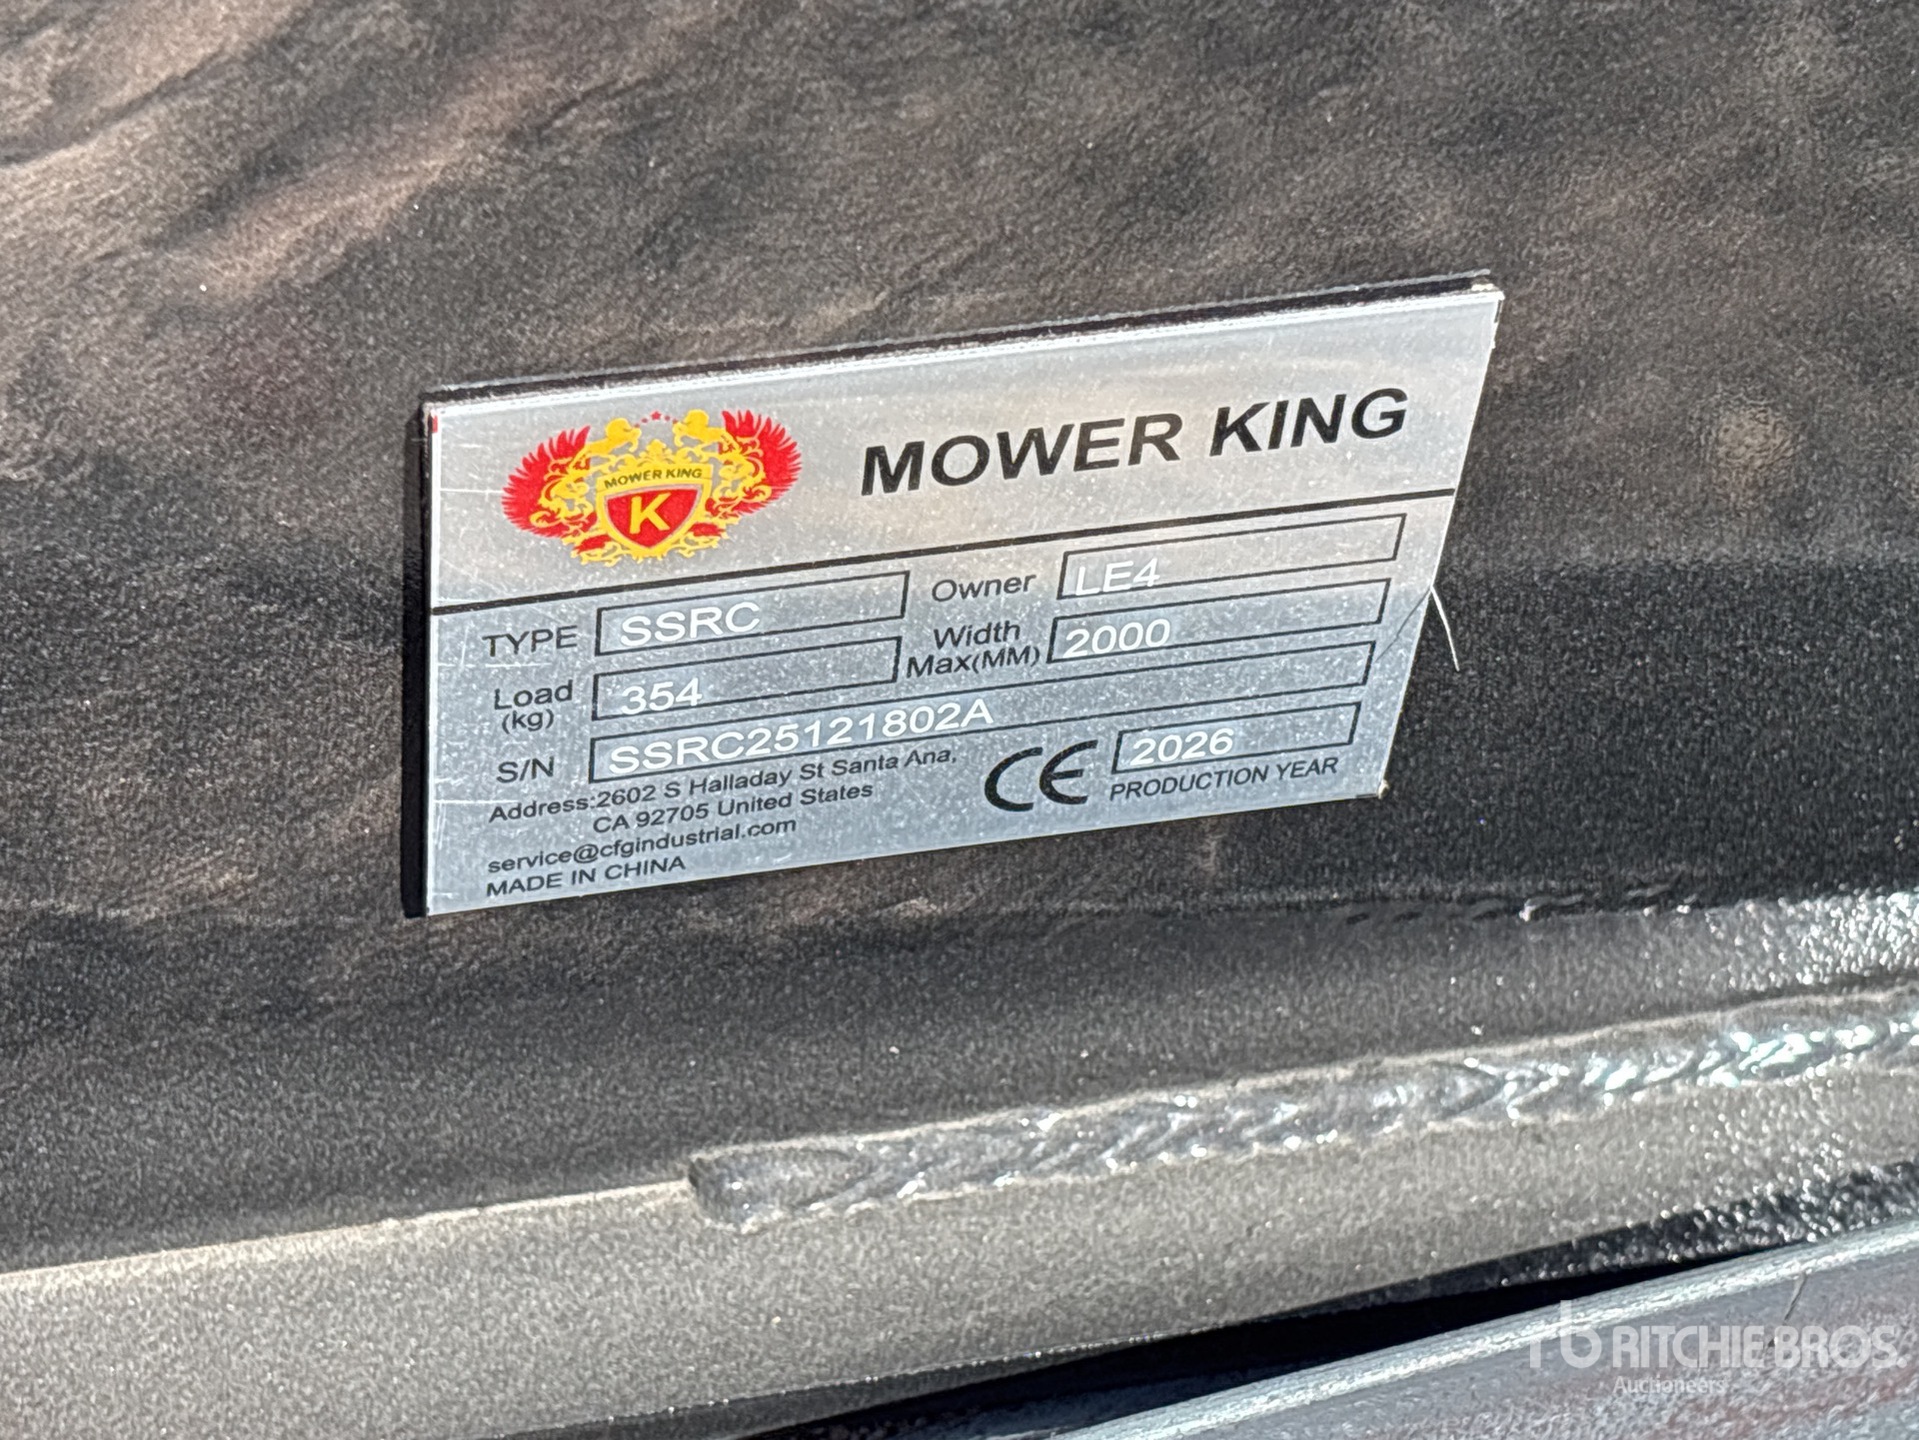 MOWER KING
K
MOWER KING
TYPE SSRC
Owner LE4
Load (kg) 354
Width Max(MM) 2000
S/N SSRC25121802A
Address:2602 S Halladay St Santa Ana,
CA 92705 United States
service@cfgindustrial.com
MADE IN CHINA
CE
2026
PRODUCTION YEAR
rb RITCHIE BROS.
Auctioneers